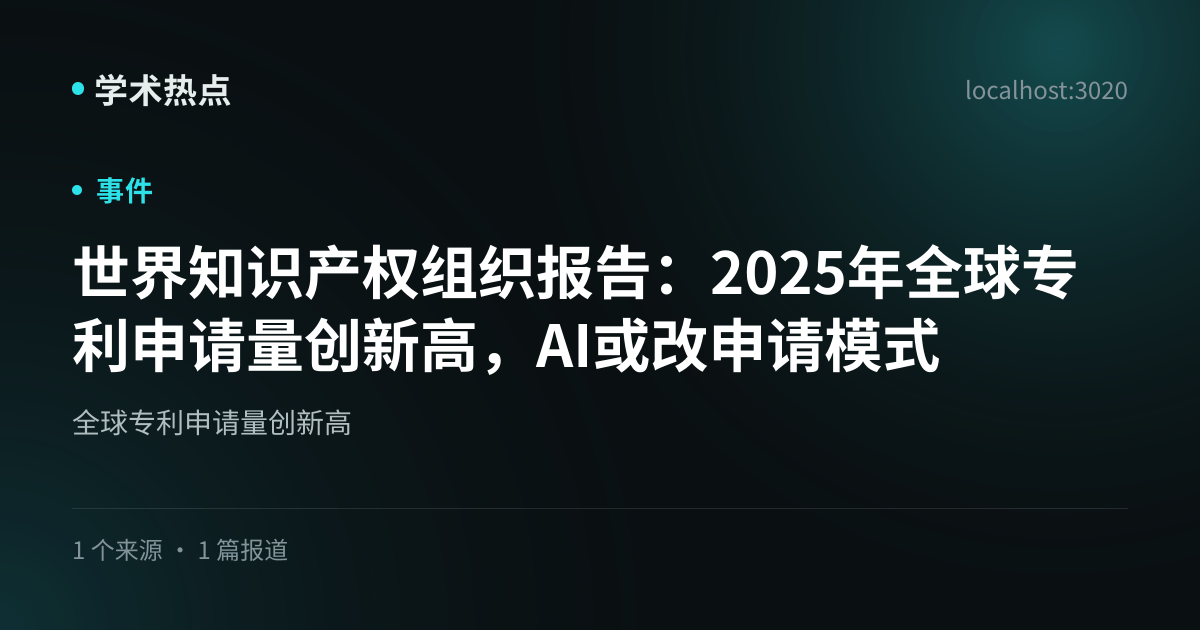 学术热点
localhost:3020
事件
世界知识产权组织报告：2025年全球专
利申请量创新高，AI或改申请模式
全球专利申请量创新高
1 个来源 · 1 篇报道